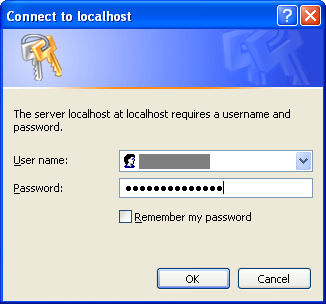 Connect to localhost
The server localhost at localhost requires a username and
password.
User name:
Password:
Remember my password
OK
Cancel